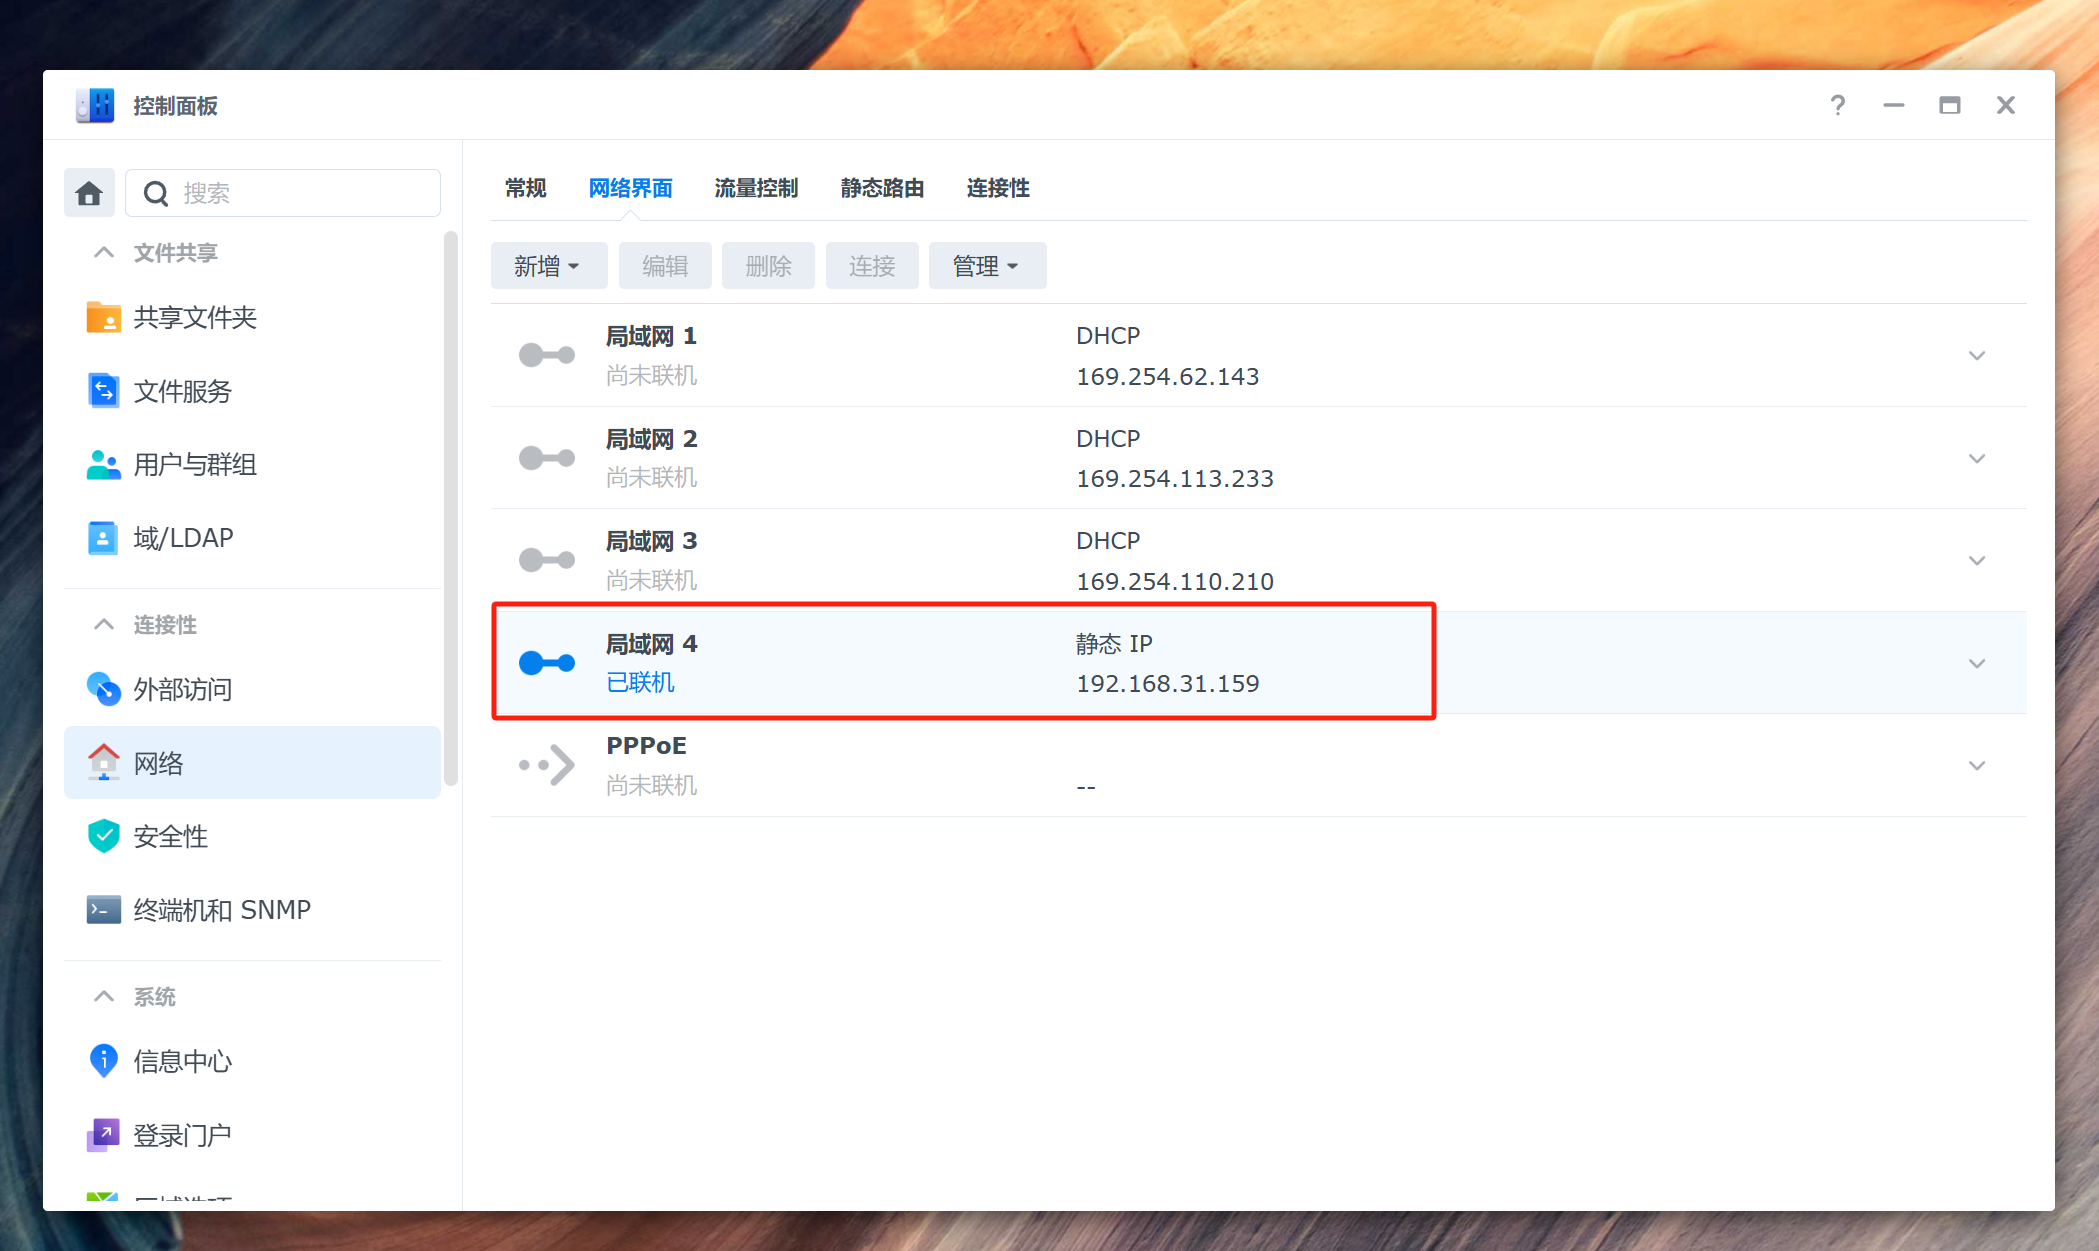 控制面板
搜索
文件共享
共享文件夹
文件服务
用户与群组
域/LDAP
连接性
外部访问
网络
安全性
终端机和 SNMP
系统
信息中心
登录门户
常规 网络界面 流量控制 静态路由 连接性
新增 编辑 删除 连接 管理
局域网 1 DHCP
尚未联机 169.254.62.143
局域网 2 DHCP
尚未联机 169.254.113.233
局域网 3 DHCP
尚未联机 169.254.110.210
局域网 4 静态 IP
已联机 192.168.31.159
PPPoE
尚未联机 --